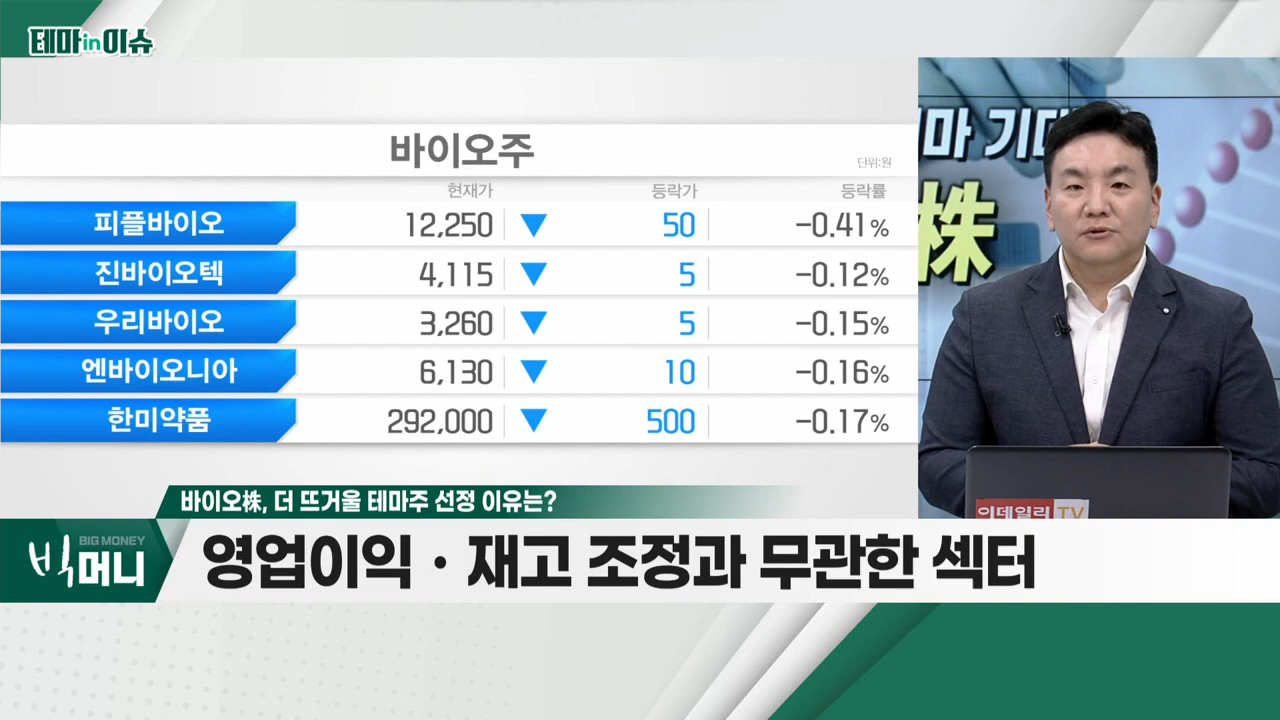 테마in이슈
바이오주
단위:원
현재가 등락가 등락률
피플바이오 12,250 ▼ 50 -0.41%
진바이오텍 4,115 ▼ 5 -0.12%
우리바이오 3,260 ▼ 5 -0.15%
엔바이오니아 6,130 ▼ 10 -0.16%
한미약품 292,000 ▼ 500 -0.17%
마 기대
株
이데일리TV
바이오株, 더 뜨거울 테마주 선정 이유는?
BIG MONEY
빅머니
영업이익·재고 조정과 무관한 섹터